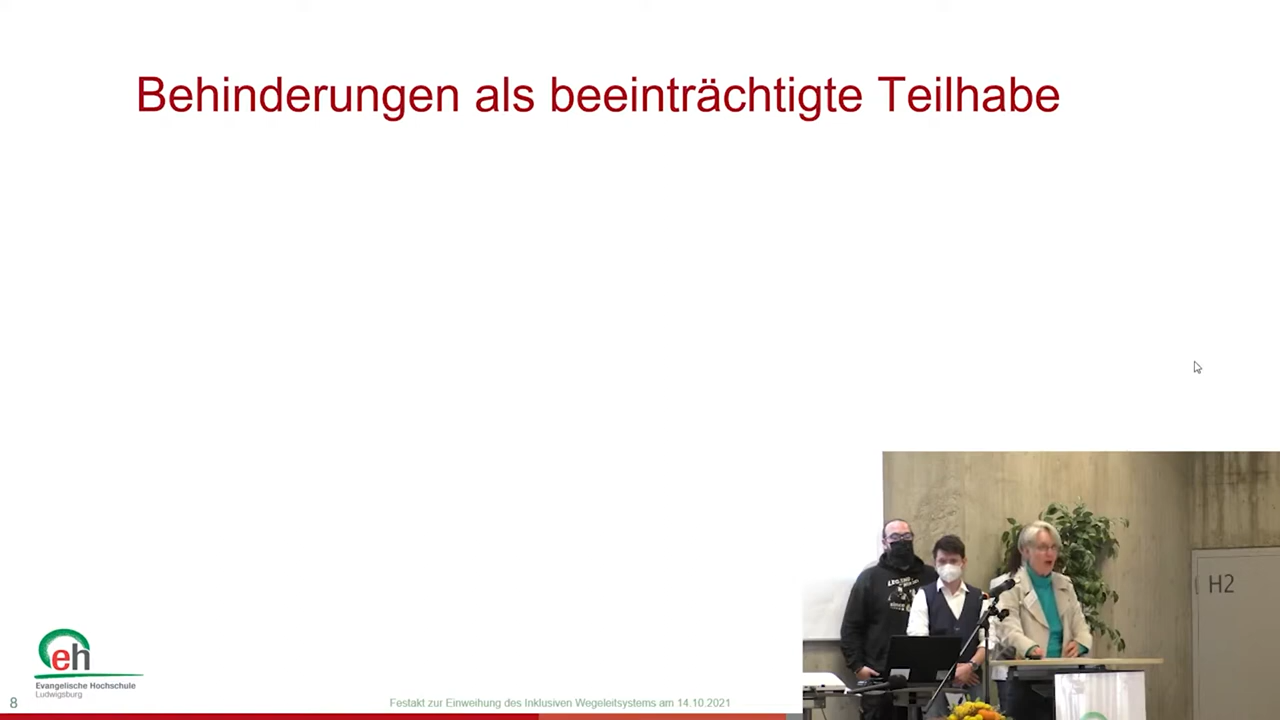 Behinderungen als beeinträchtigte Teilhabe
H2
eh
Evangelische Hochschule
Ludwigsburg
8
Festakt zur Einweihung des Inklusiven Wegeleitsystems am 14.10.2021